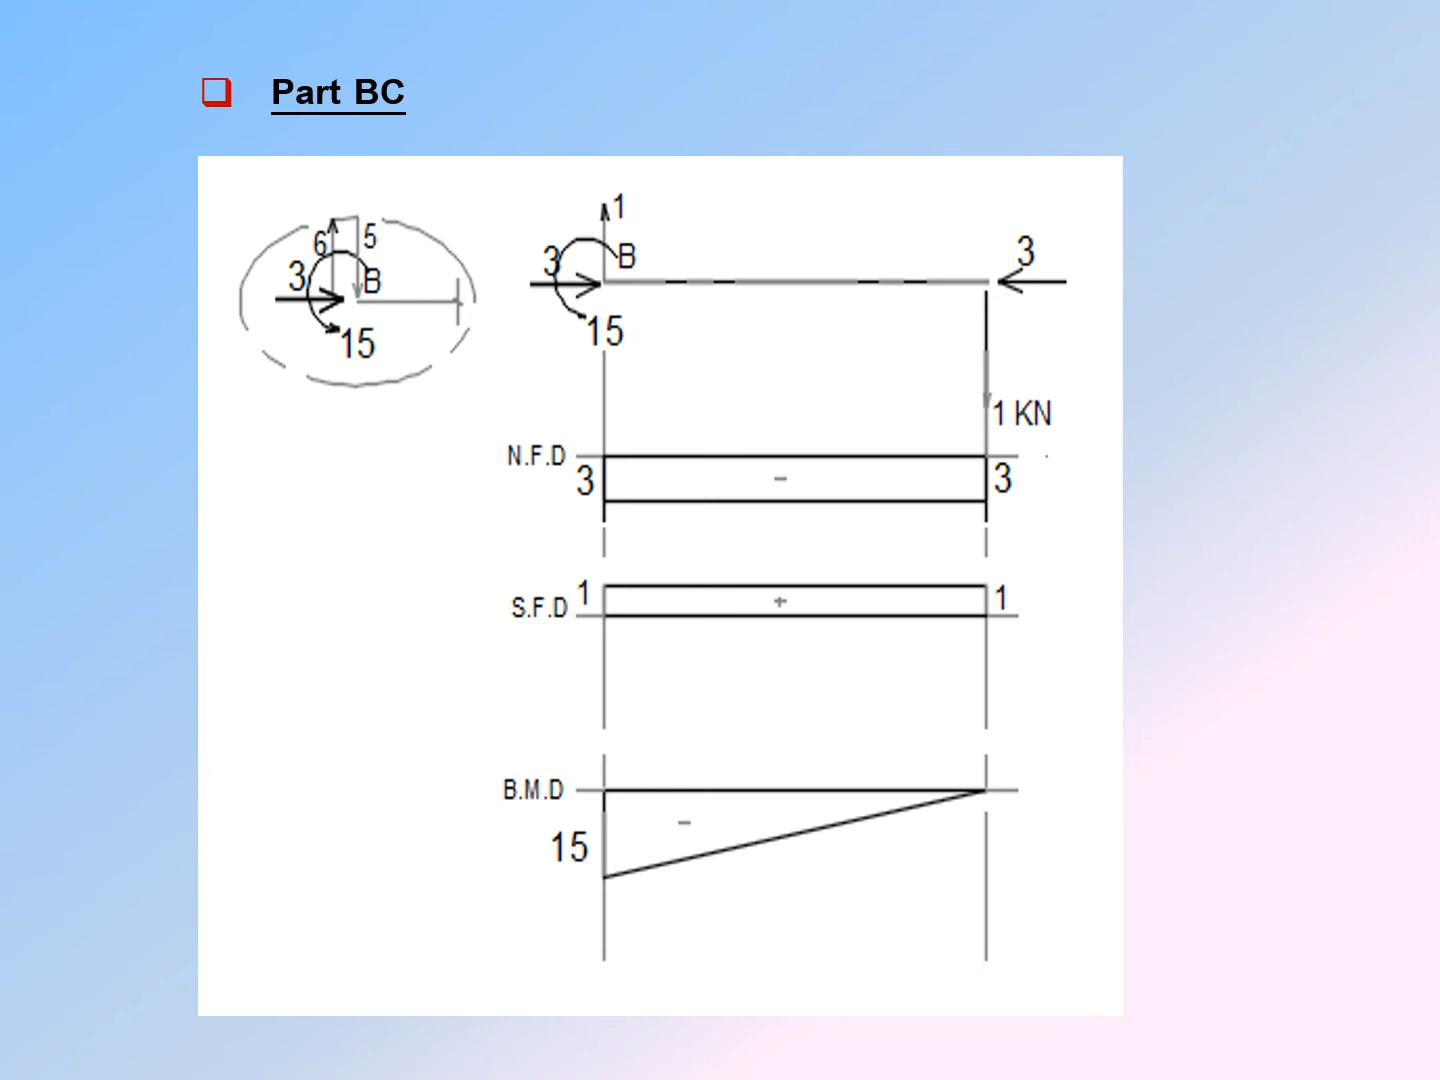 Part BC
1
6 5
3 B
15
3 B
15
3
1 KN
N.F.D
3 - 3
S.F.D 1 + 1
B.M.D
15 -